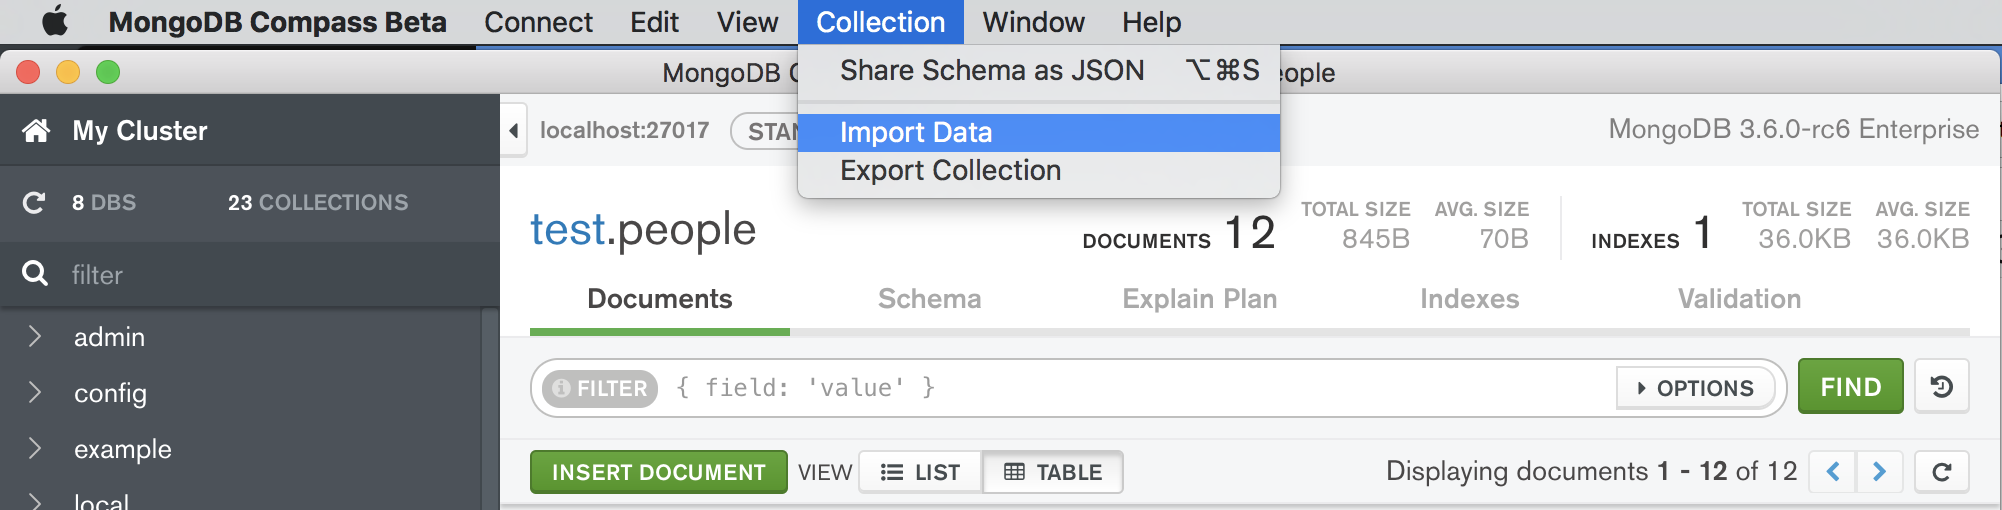 MongoDB Compass Beta Connect Edit View Collection Window Help
MongoDB C
ople
Share Schema as JSON ⌥⌘S
Import Data
Export Collection
My Cluster
8 DBS 23 COLLECTIONS
filter
admin
config
example
local
localhost:27017 STAN MongoDB 3.6.0-rc6 Enterprise
test.people
DOCUMENTS 12 TOTAL SIZE 845B AVG. SIZE 70B INDEXES 1 TOTAL SIZE 36.0KB AVG. SIZE 36.0KB
Documents Schema Explain Plan Indexes Validation
FILTER { field: 'value' } OPTIONS FIND
INSERT DOCUMENT VIEW LIST TABLE Displaying documents 1 - 12 of 12